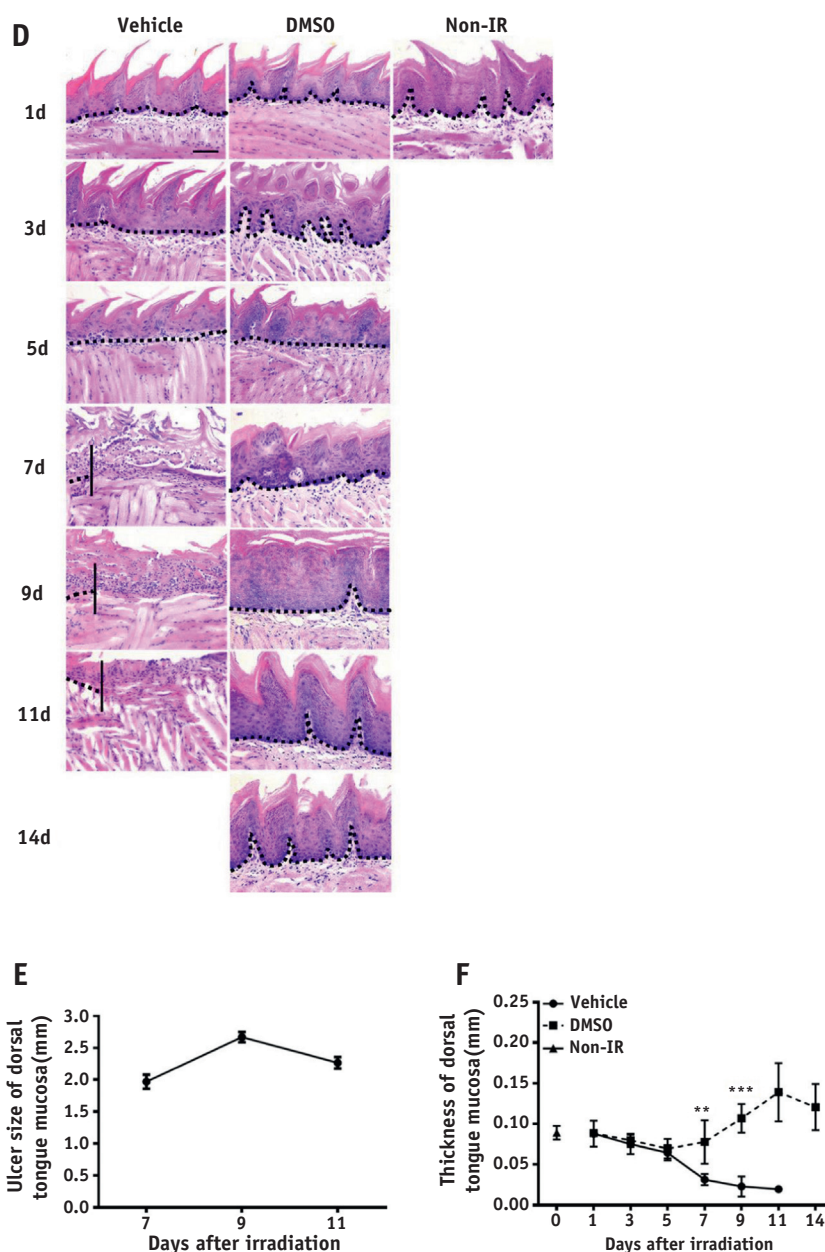 D
Vehicle DMSO Non-IR
1d
3d
5d
7d
9d
11d
14d
E
Ulcer size of dorsal
tongue mucosa(mm)
3.0
2.5
2.0
1.5
1.0
0.5
0.0
7 9 11
Days after irradiation
F
Thickness of dorsal
tongue mucosa(mm)
0.25
0.20
0.15
0.10
0.05
0.00
Vehicle
DMSO
Non-IR
** ***
0 1 3 5 7 9 11 14
Days after irradiation